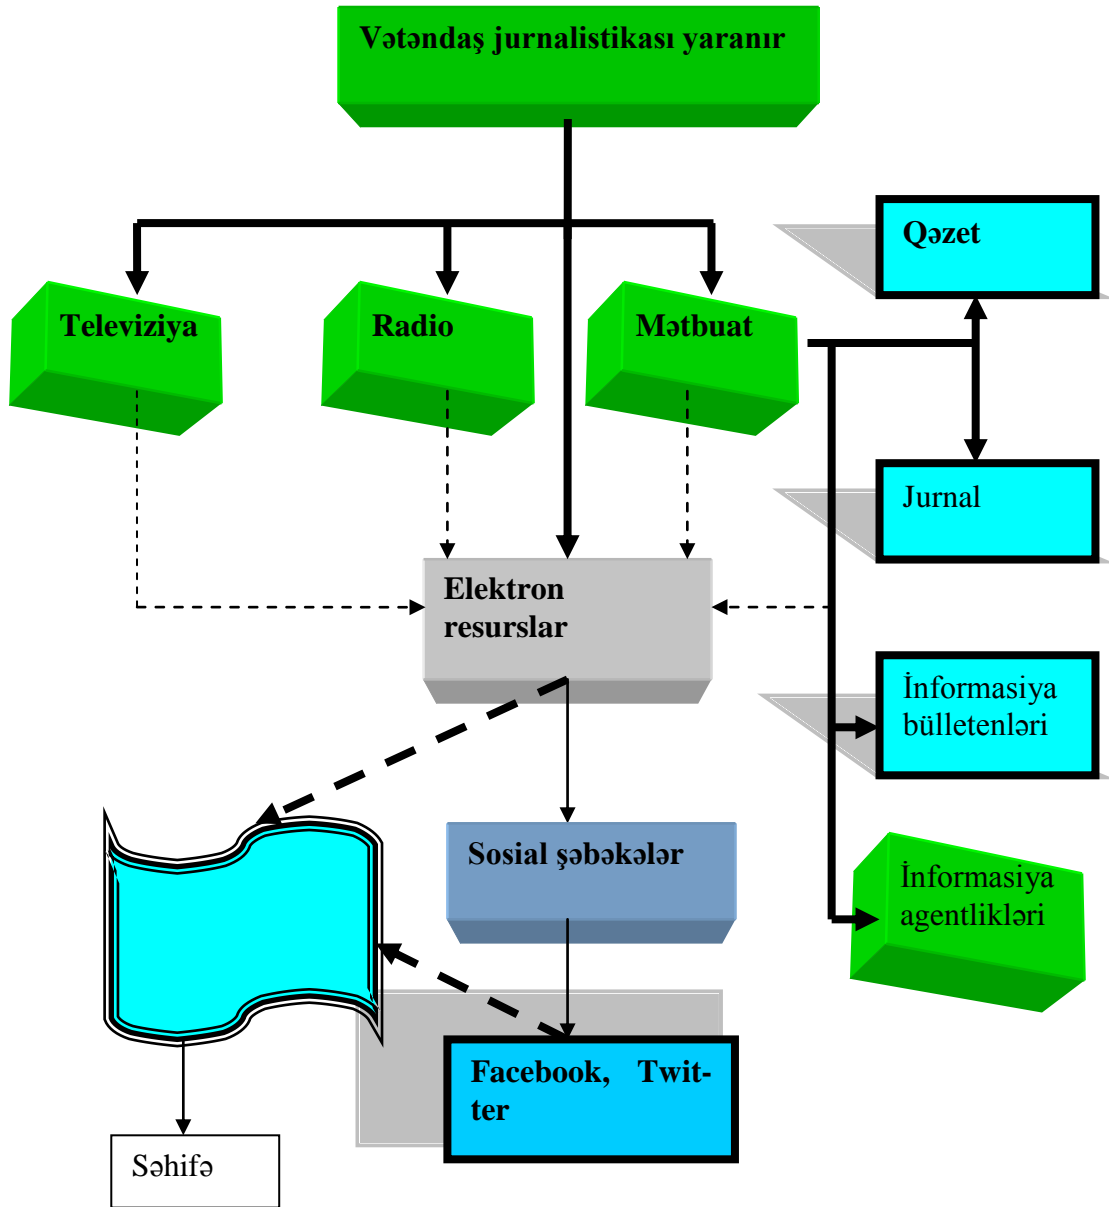 Vətəndaş jurnalistikası yaranır
Qəzet
Televiziya
Radio
Mətbuat
Jurnal
Elektron
resurslar
İnformasiya
bülletenləri
Sosial şəbəkələr
İnformasiya
agentlikləri
Facebook, Twit-
ter
Səhifə